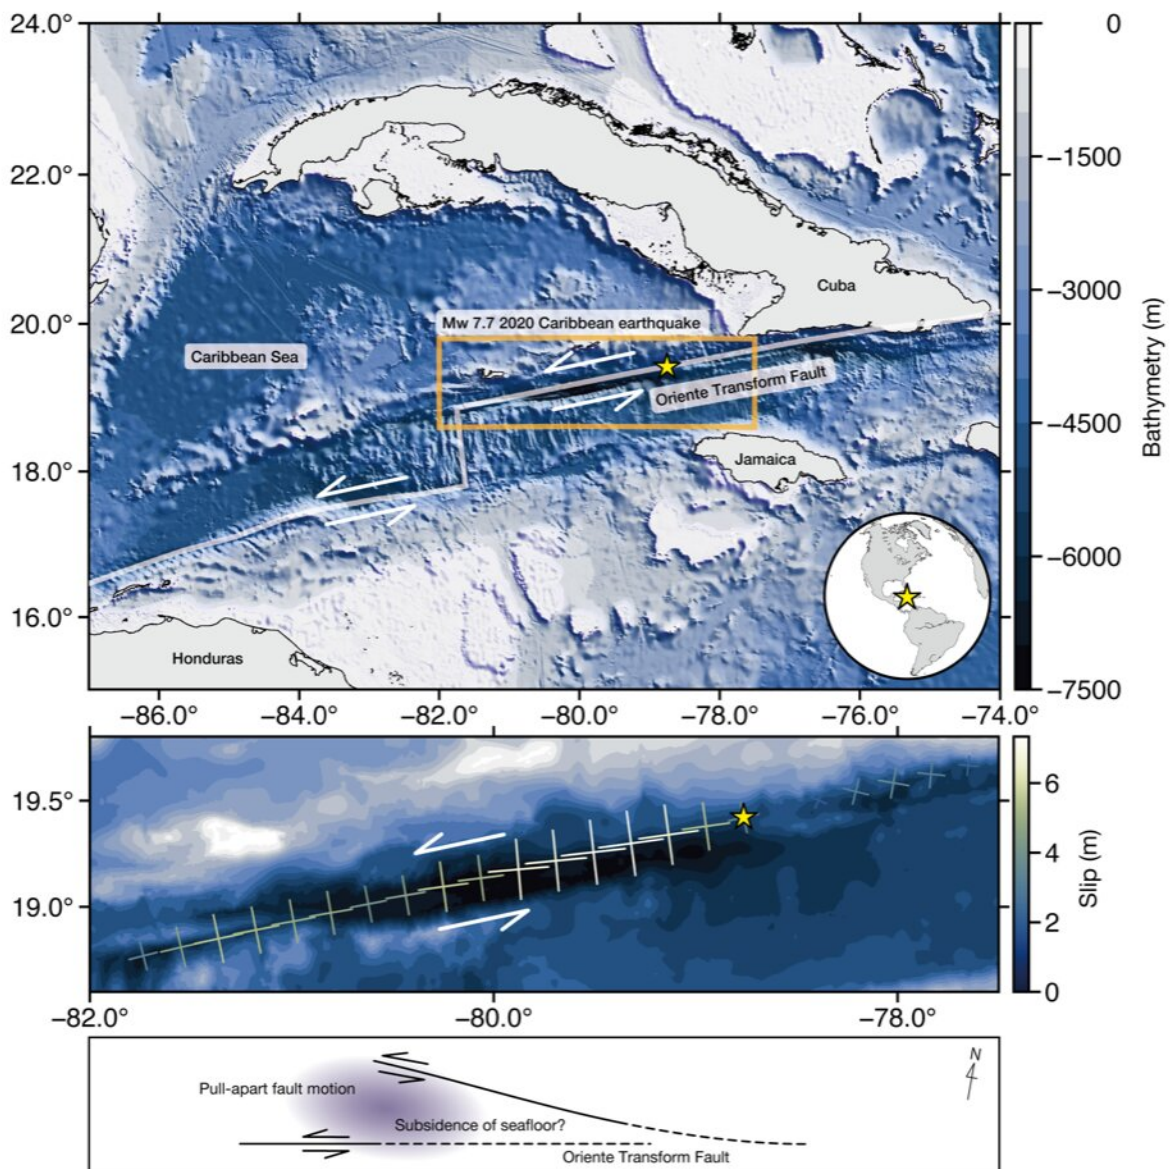 24.0°
22.0°
20.0°
18.0°
16.0°
Cuba
Mw 7.7 2020 Caribbean earthquake
Caribbean Sea
Oriente Transform Fault
Jamaica
Honduras
−86.0° −84.0° −82.0° −80.0° −78.0° −76.0° −74.0°
0
−1500
−3000
−4500
−6000
−7500
Bathymetry (m)
19.5°
19.0°
−82.0° −80.0° −78.0°
6
4
2
0
Slip (m)
N
Pull-apart fault motion
Subsidence of seafloor?
Oriente Transform Fault